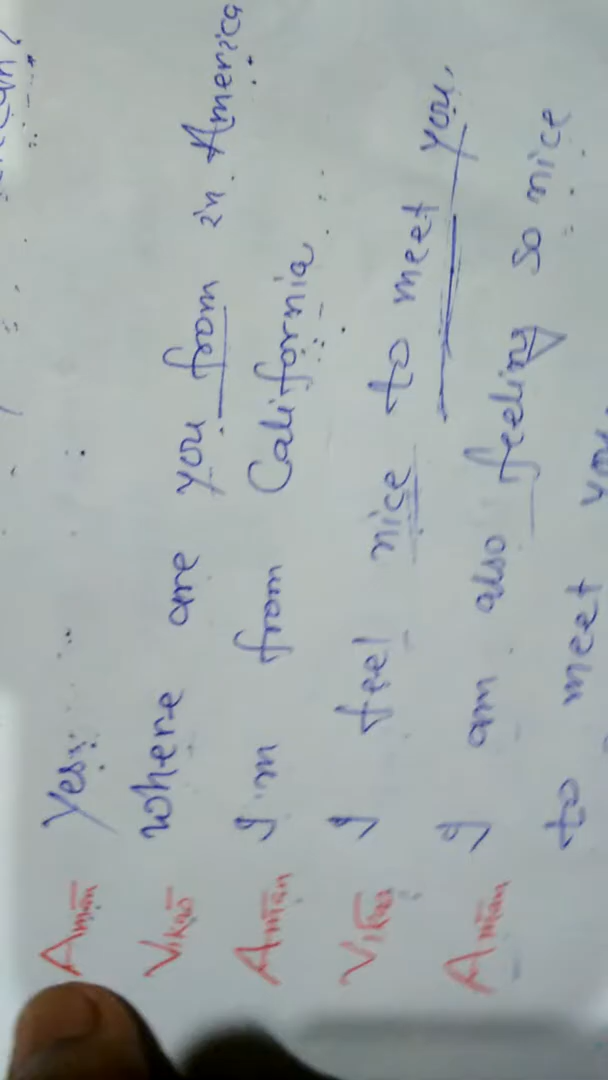 Aman Yes
Vikas where are you from in America
Aman I'm from California
Vikas I feel nice to meet you.
Aman I am also feeling so nice
to meet you